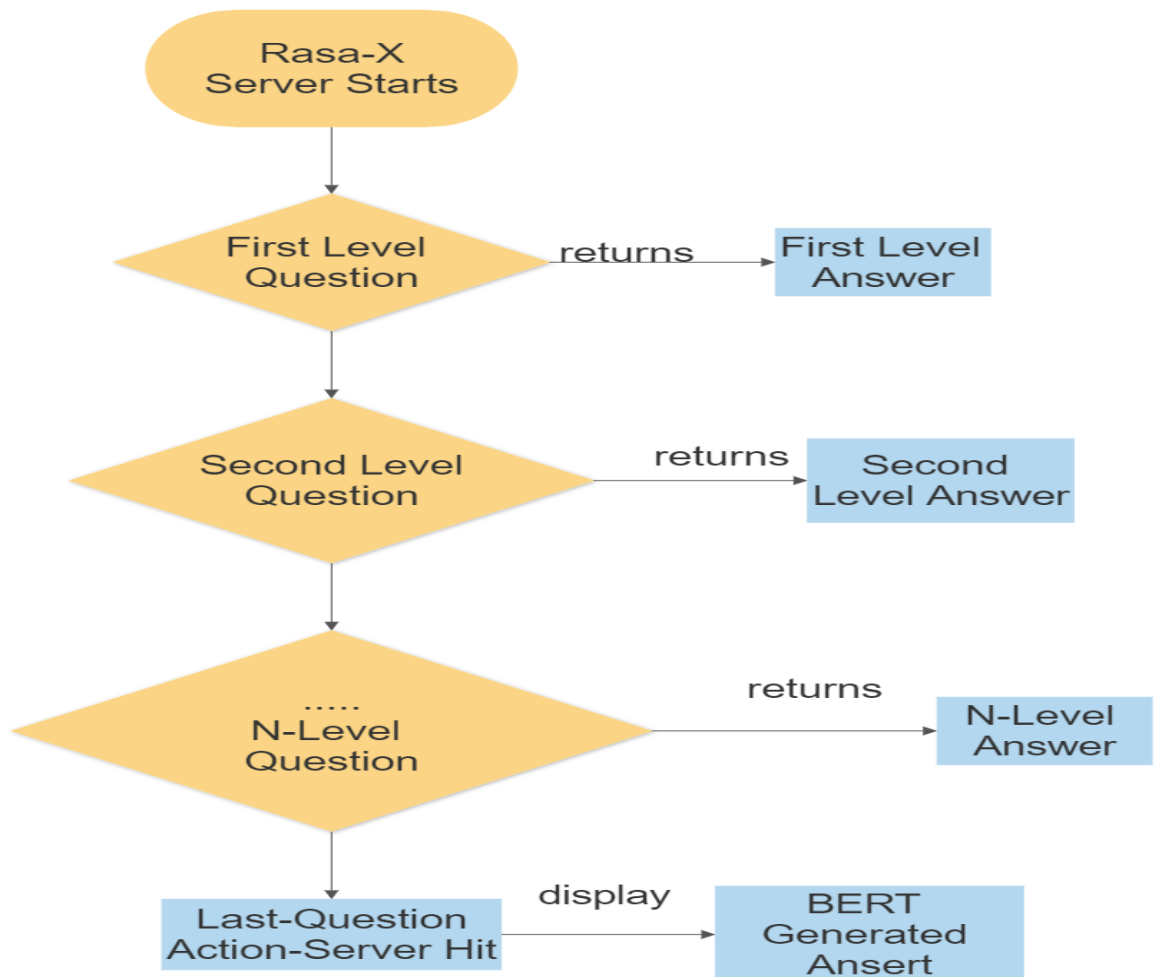 Rasa-X
Server Starts
First Level
Question
returns
First Level
Answer
Second Level
Question
returns
Second
Level Answer
.....
N-Level
Question
returns
N-Level
Answer
Last-Question
Action-Server Hit
display
BERT
Generated
Ansert